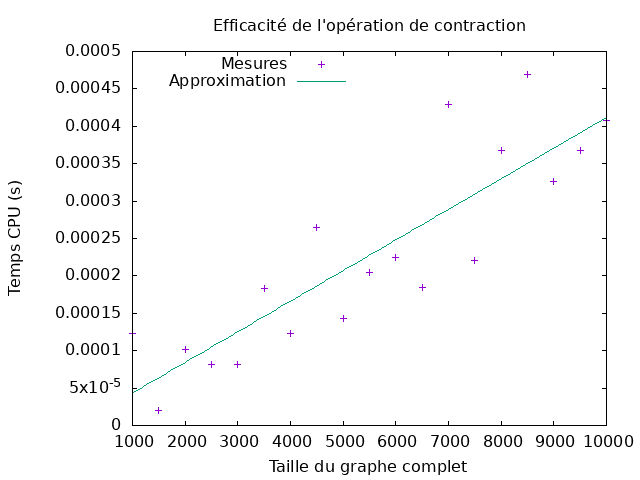 Efficacité de l'opération de contraction
Mesures
Approximation
Temps CPU (s)
0.0005
0.00045
0.0004
0.00035
0.0003
0.00025
0.0002
0.00015
0.0001
5x10-5
0
1000 2000 3000 4000 5000 6000 7000 8000 9000 10000
Taille du graphe complet